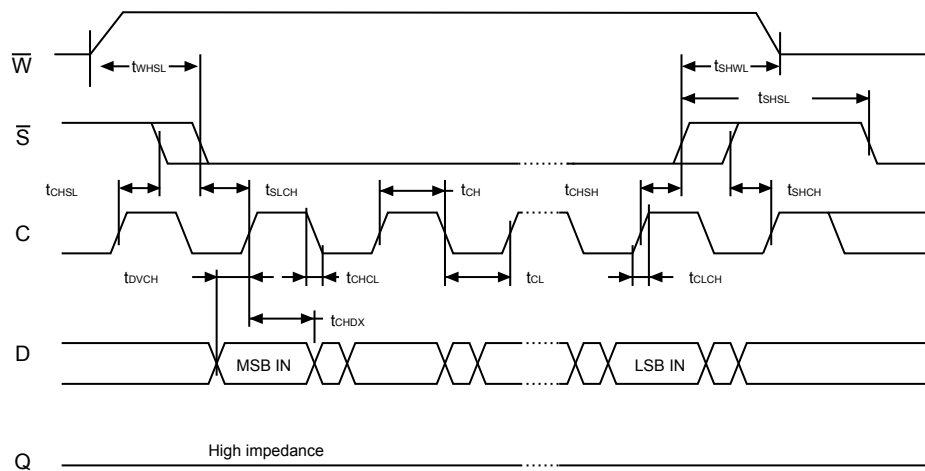 W
tWHSL
tSHWL
tSHSL
S
tCHSL
tSLCH
tCH
tCHSH
tSHCH
C
tDVCH
tCHCL
tCL
tCLCH
tCHDX
D
MSB IN
LSB IN
High impedance
Q